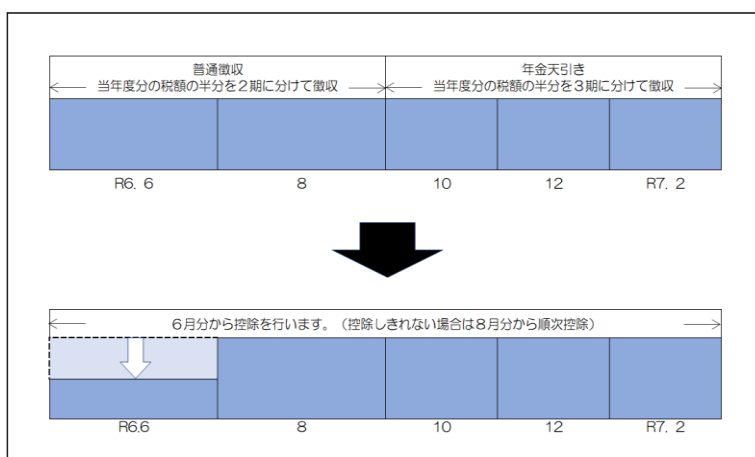 普通徴収
当年度分の税額の半分を２期に分けて徴収
年金天引き
当年度分の税額の半分を３期に分けて徴収
R6. 6
8
10
12
R7. 2
６月分から控除を行います。（控除しきれない場合は８月分から順次控除）
R6.6
8
10
12
R7. 2